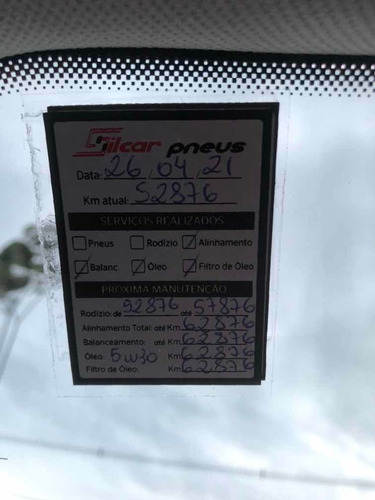 Gilcar pneus
Data: 26, 04, 21
Km atual: 52876
SERVIÇOS REALIZADOS
Pneus Rodízio Alinhamento
Balanc. Óleo Filtro de Óleo
PRÓXIMA MANUTENÇÃO
Rodízio: de 92876 até 57876
Alinhamento Total: até Km 62876
Balanceamento: até Km 62876
Óleo: 5w30 Km 62876
Filtro de Óleo: Km 62876